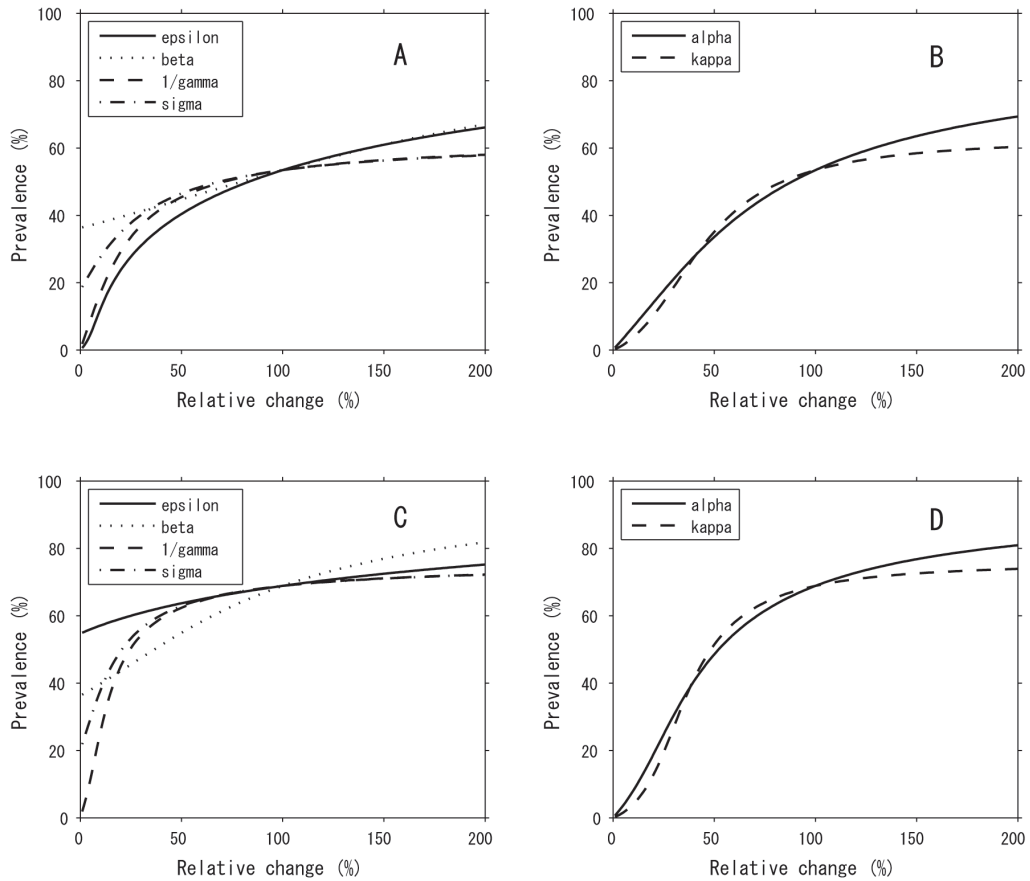 100
80
60
40
20
0
Prevalence (%)
epsilon
beta
1/gamma
sigma
A
0 50 100 150 200
Relative change (%)
100
80
60
40
20
0
Prevalence (%)
alpha
kappa
B
0 50 100 150 200
Relative change (%)
100
80
60
40
20
0
Prevalence (%)
epsilon
beta
1/gamma
sigma
C
0 50 100 150 200
Relative change (%)
100
80
60
40
20
0
Prevalence (%)
alpha
kappa
D
0 50 100 150 200
Relative change (%)